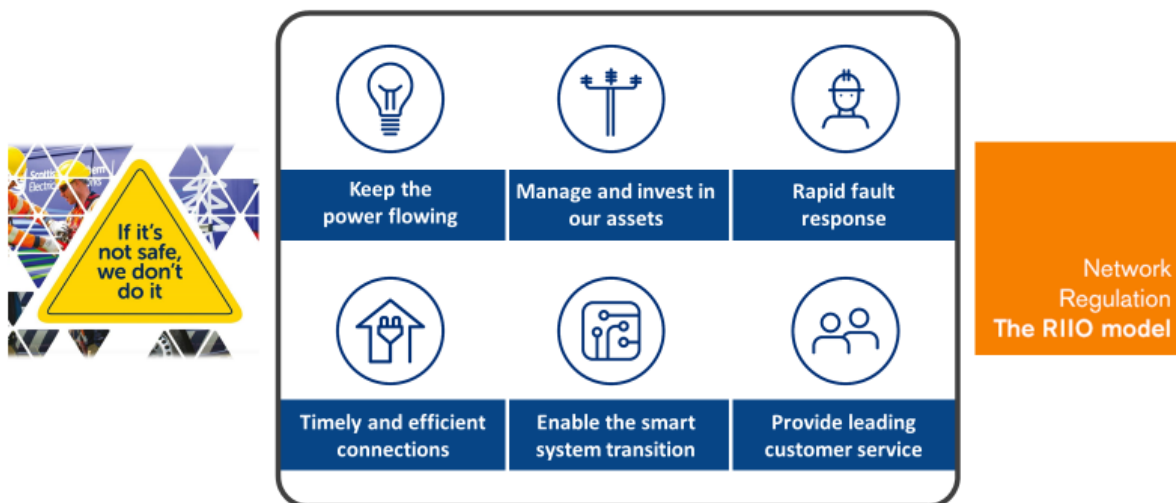 If it's
not safe,
we don't
do it
Keep the
power flowing
Manage and invest in
our assets
Rapid fault
response
Timely and efficient
connections
Enable the smart
system transition
Provide leading
customer service
Network
Regulation
The RIIO model